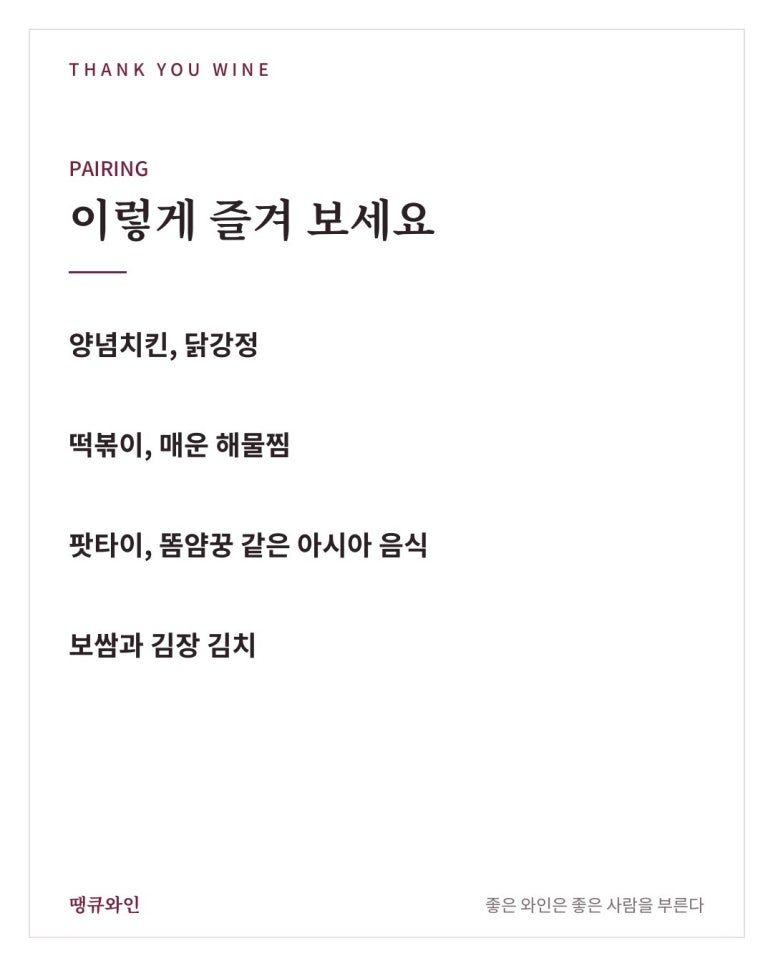 THANK YOU WINE
PAIRING
이렇게 즐겨 보세요
양념치킨, 닭강정
떡볶이, 매운 해물찜
팟타이, 똠얌꿍 같은 아시아 음식
보쌈과 김장 김치
땡큐와인
좋은 와인은 좋은 사람을 부른다